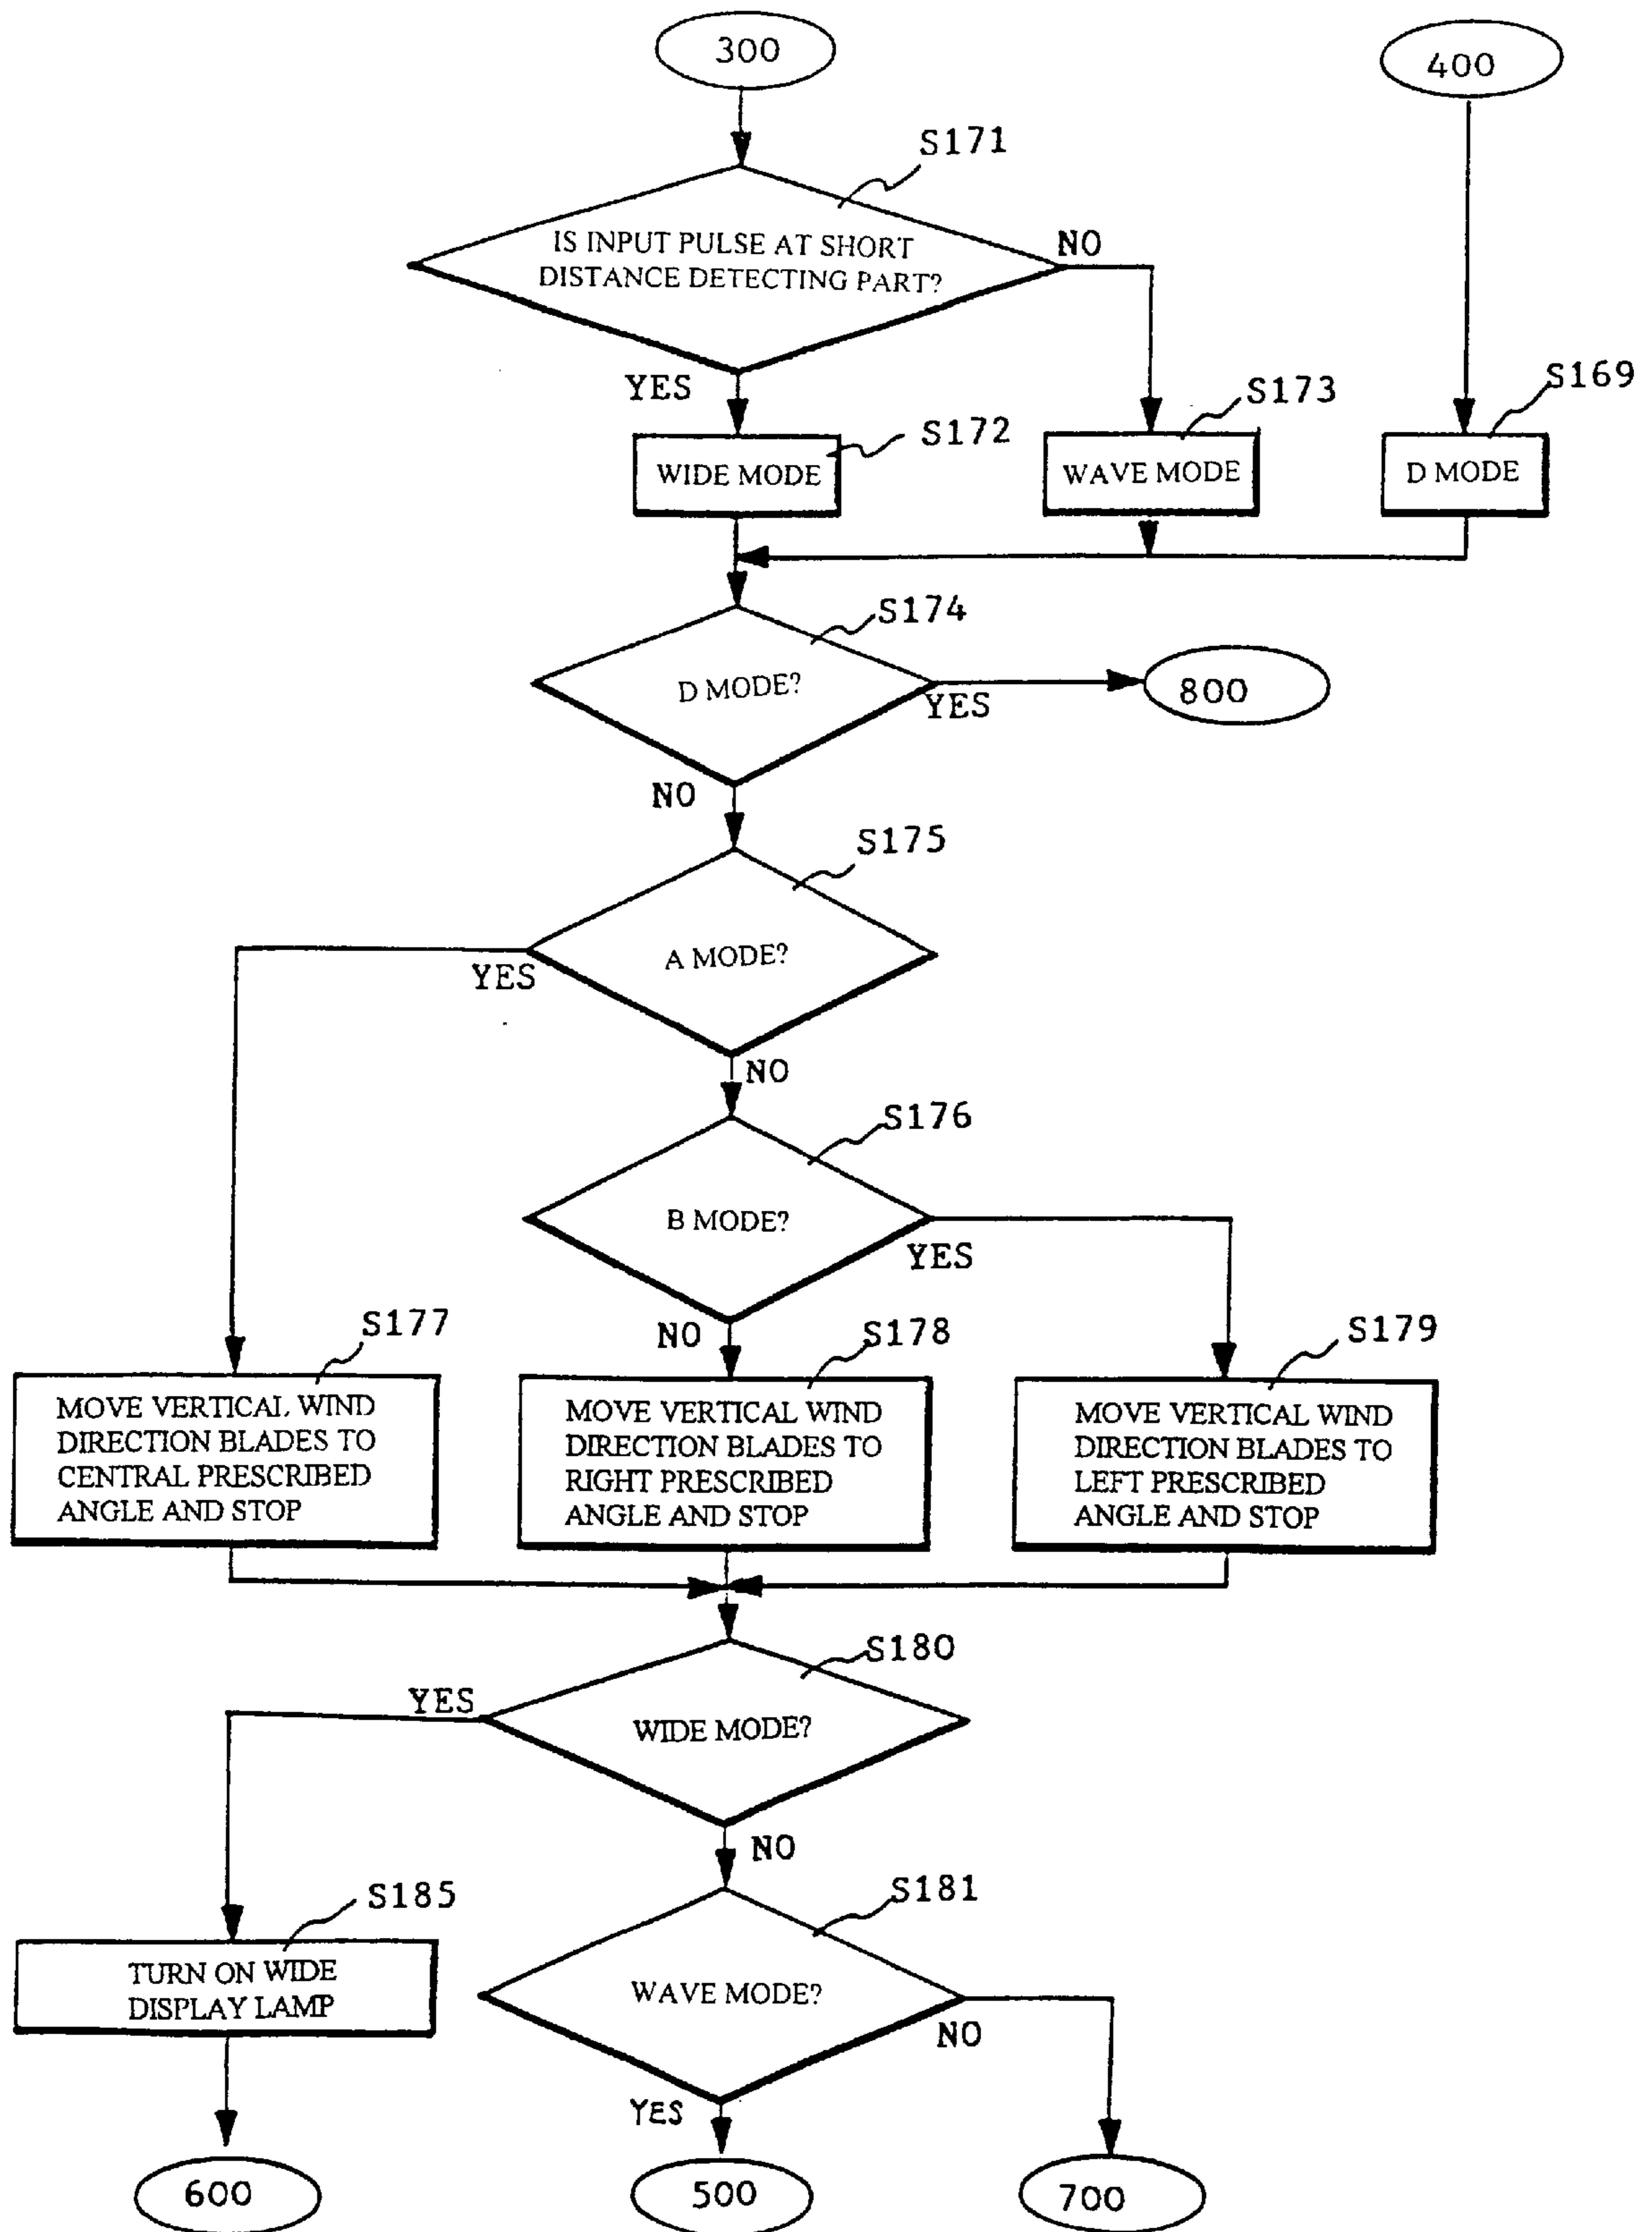 300
400
S171
IS INPUT PULSE AT SHORT
DISTANCE DETECTING PART?
NO
YES
S172
S173
S169
WIDE MODE
WAVE MODE
D MODE
S174
D MODE?
YES
800
NO
S175
A MODE?
YES
NO
S176
B MODE?
YES
NO
S177
S178
S179
MOVE VERTICAL WIND
DIRECTION BLADES TO
CENTRAL PRESCRIBED
ANGLE AND STOP
MOVE VERTICAL WIND
DIRECTION BLADES TO
RIGHT PRESCRIBED
ANGLE AND STOP
MOVE VERTICAL WIND
DIRECTION BLADES TO
LEFT PRESCRIBED
ANGLE AND STOP
S180
YES
WIDE MODE?
NO
S185
S181
TURN ON WIDE
DISPLAY LAMP
WAVE MODE?
NO
YES
600
500
700